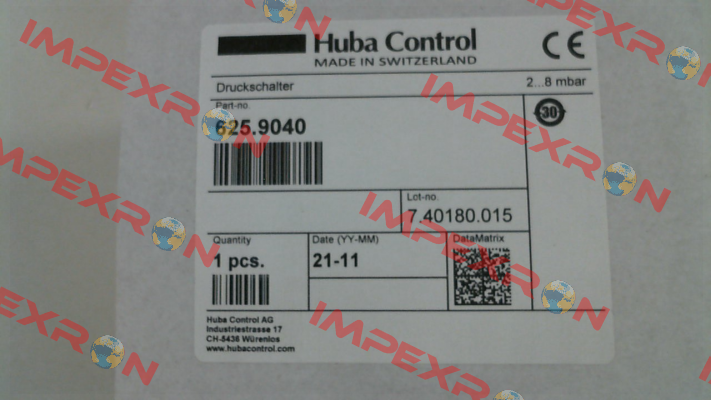 Huba Control
MADE IN SWITZERLAND
CE
Druckschalter
2...8 mbar
Part-no.
625.9040
30
Lot-no.
7.40180.015
Quantity
1 pcs.
Date (YY-MM)
21-11
DataMatrix
Huba Control AG
Industriestrasse 17
CH-5436 Würenlos
www.hubacontrol.com
IMPEXRON
IMPEXRON
IMPEXRON
IMPEXRON
IMPEXRON
IMPEXRON
IMPEXRON